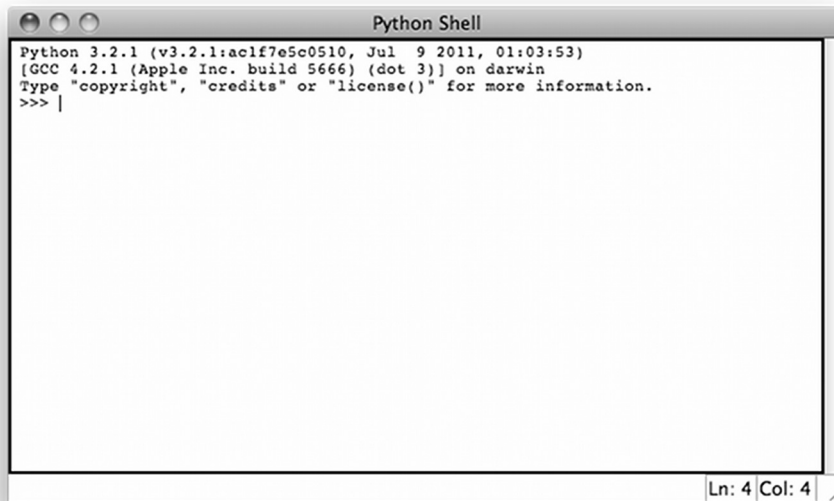 Python Shell
Python 3.2.1 (v3.2.1:ac1f7e5c0510, Jul  9 2011, 01:03:53)
[GCC 4.2.1 (Apple Inc. build 5666) (dot 3)] on darwin
Type "copyright", "credits" or "license()" for more information.
>>>
Ln: 4 Col: 4